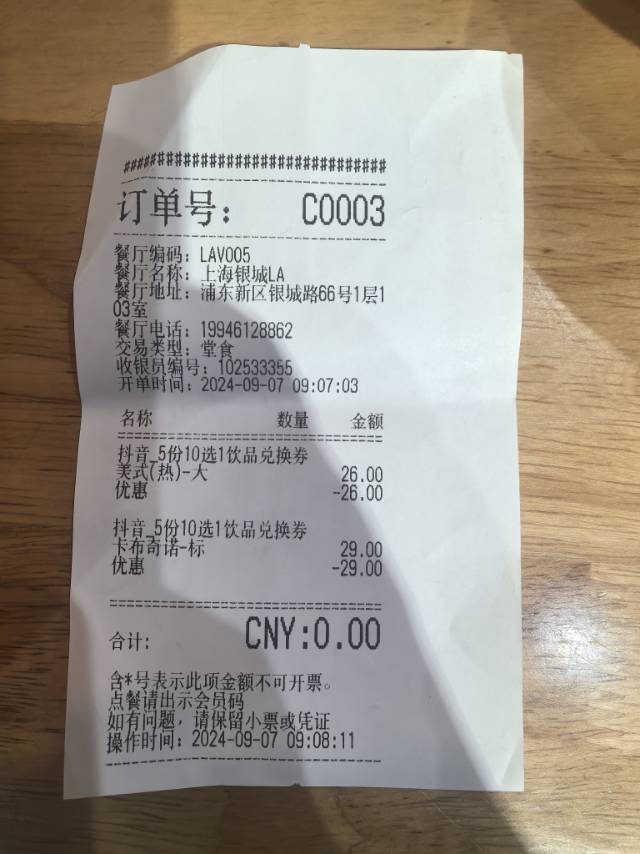 ##############################
订单号： C0003
餐厅编码：LAV005
餐厅名称：上海银城LA
餐厅地址：浦东新区银城路66号1层1
03室
餐厅电话：19946128862
交易类型：堂食
收银员编号：102533355
开单时间：2024-09-07 09:07:03
名称 数量 金额
抖音_5份10选1饮品兑换券
美式(热)-大 26.00
优惠 -26.00
抖音_5份10选1饮品兑换券
卡布奇诺-标 29.00
优惠 -29.00
合计： CNY:0.00
含*号表示此项金额不可开票。
点餐请出示会员码
如有问题，请保留小票或凭证
操作时间：2024-09-07 09:08:11